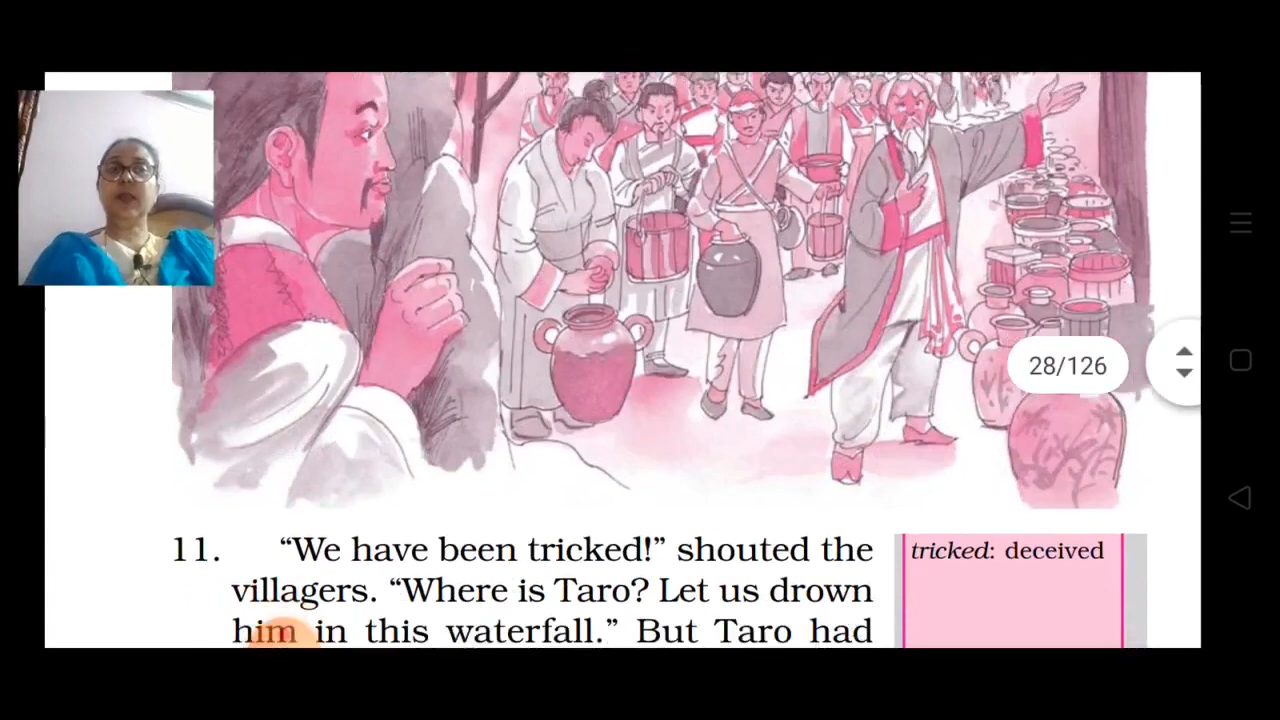 28/126
11. “We have been tricked!” shouted the
villagers. “Where is Taro? Let us drown
him in this waterfall.” But Taro had
tricked: deceived